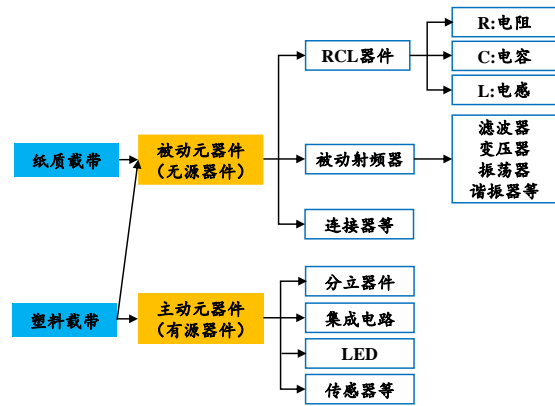 R:电阻
RCL器件
C:电容
L:电感
纸质载带
被动元器件
（无源器件）
被动射频器
滤波器
变压器
振荡器
谐振器等
连接器等
塑料载带
主动元器件
（有源器件）
分立器件
集成电路
LED
传感器等